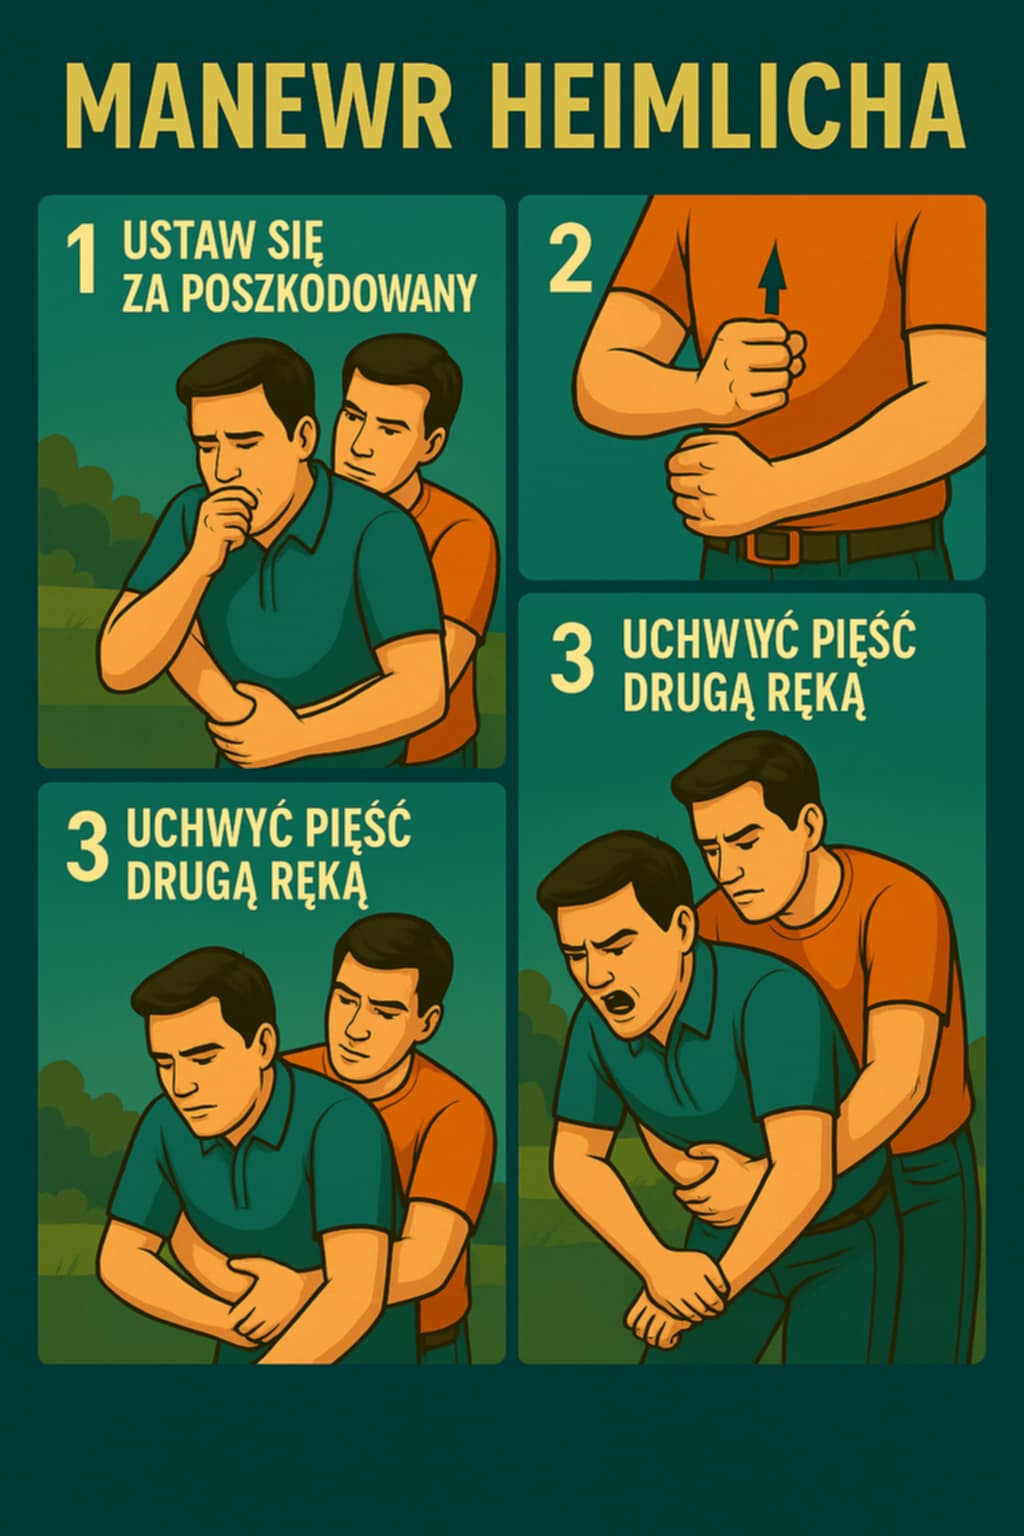 MANEWR HEIMLICHA
1 USTAW SIĘ
ZA POSZKODOWANY
2
3 UCHWYĆ PIĘŚĆ
DRUGĄ RĘKĄ
3 UCHWYĆ PIĘŚĆ
DRUGĄ RĘKĄ